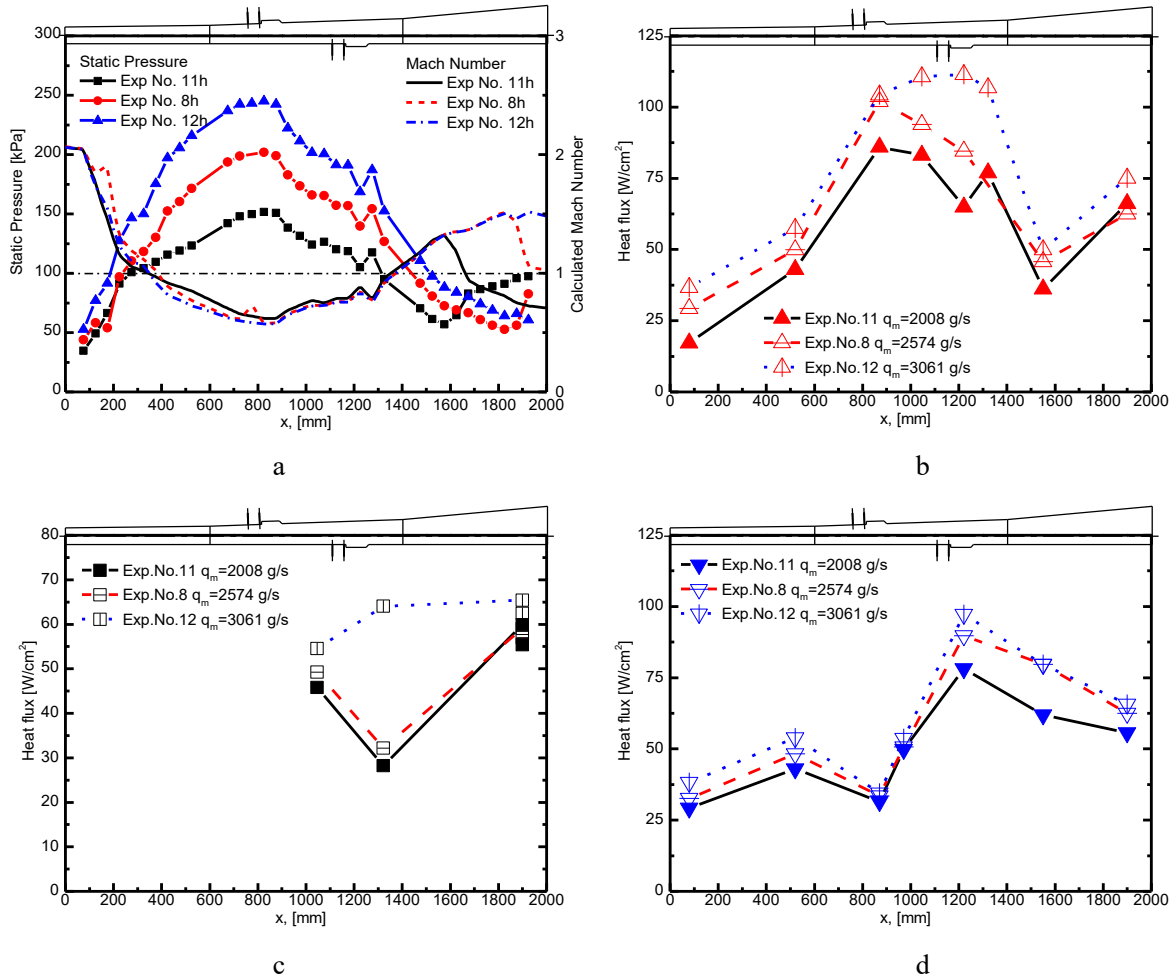 300
250
200
150
100
50
0
Static Pressure [kPa]
3
2
1
0
Calculated Mach Number
Static Pressure
Exp No. 11h
Exp No. 8h
Exp No. 12h
Mach Number
Exp No. 11h
Exp No. 8h
Exp No. 12h
0 200 400 600 800 1000 1200 1400 1600 1800 2000
x, [mm]
a
125
100
75
50
25
0
Heat flux [W/cm²]
Exp.No.11 qₘ=2008 g/s
Exp.No.8 qₘ=2574 g/s
Exp.No.12 qₘ=3061 g/s
0 200 400 600 800 1000 1200 1400 1600 1800 2000
x, [mm]
b
80
70
60
50
40
30
20
10
0
Heat flux [W/cm²]
Exp.No.11 qₘ=2008 g/s
Exp.No.8 qₘ=2574 g/s
Exp.No.12 qₘ=3061 g/s
0 200 400 600 800 1000 1200 1400 1600 1800 2000
x, [mm]
c
125
100
75
50
25
0
Heat flux [W/cm²]
Exp.No.11 qₘ=2008 g/s
Exp.No.8 qₘ=2574 g/s
Exp.No.12 qₘ=3061 g/s
0 200 400 600 800 1000 1200 1400 1600 1800 2000
x, [mm]
d